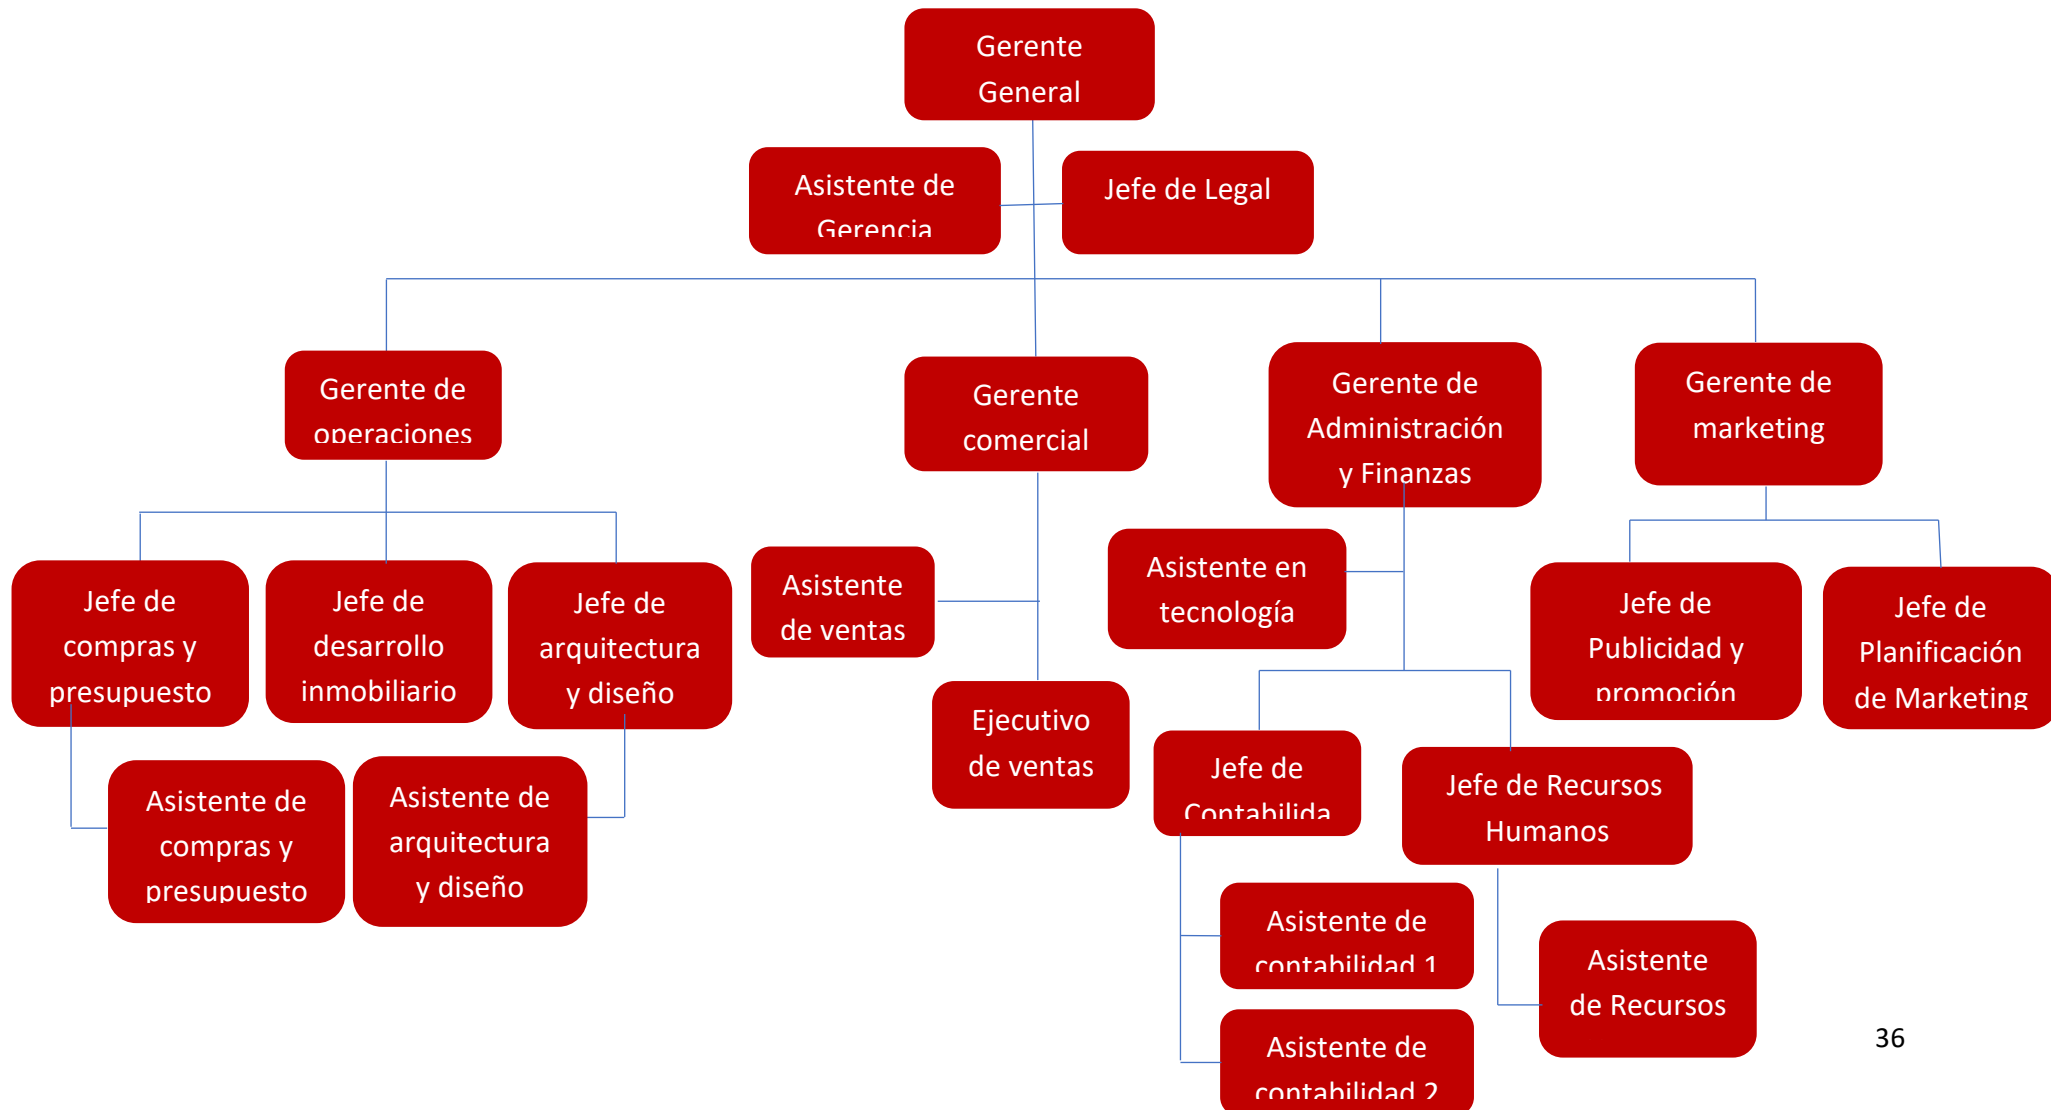 Gerente
General
Asistente de
Gerencia
Jefe de Legal
Gerente de
operaciones
Gerente
comercial
Gerente de
Administración
y Finanzas
Gerente de
marketing
Jefe de
compras y
presupuesto
Jefe de
desarrollo
inmobiliario
Jefe de
arquitectura
y diseño
Asistente
de ventas
Asistente en
tecnología
Jefe de
Publicidad y
promoción
Jefe de
Planificación
de Marketing
Ejecutivo
de ventas
Jefe de
Contabilida
Jefe de Recursos
Humanos
Asistente de
compras y
presupuesto
Asistente de
arquitectura
y diseño
Asistente de
contabilidad 1
Asistente
de Recursos
Asistente de
contabilidad 2
36